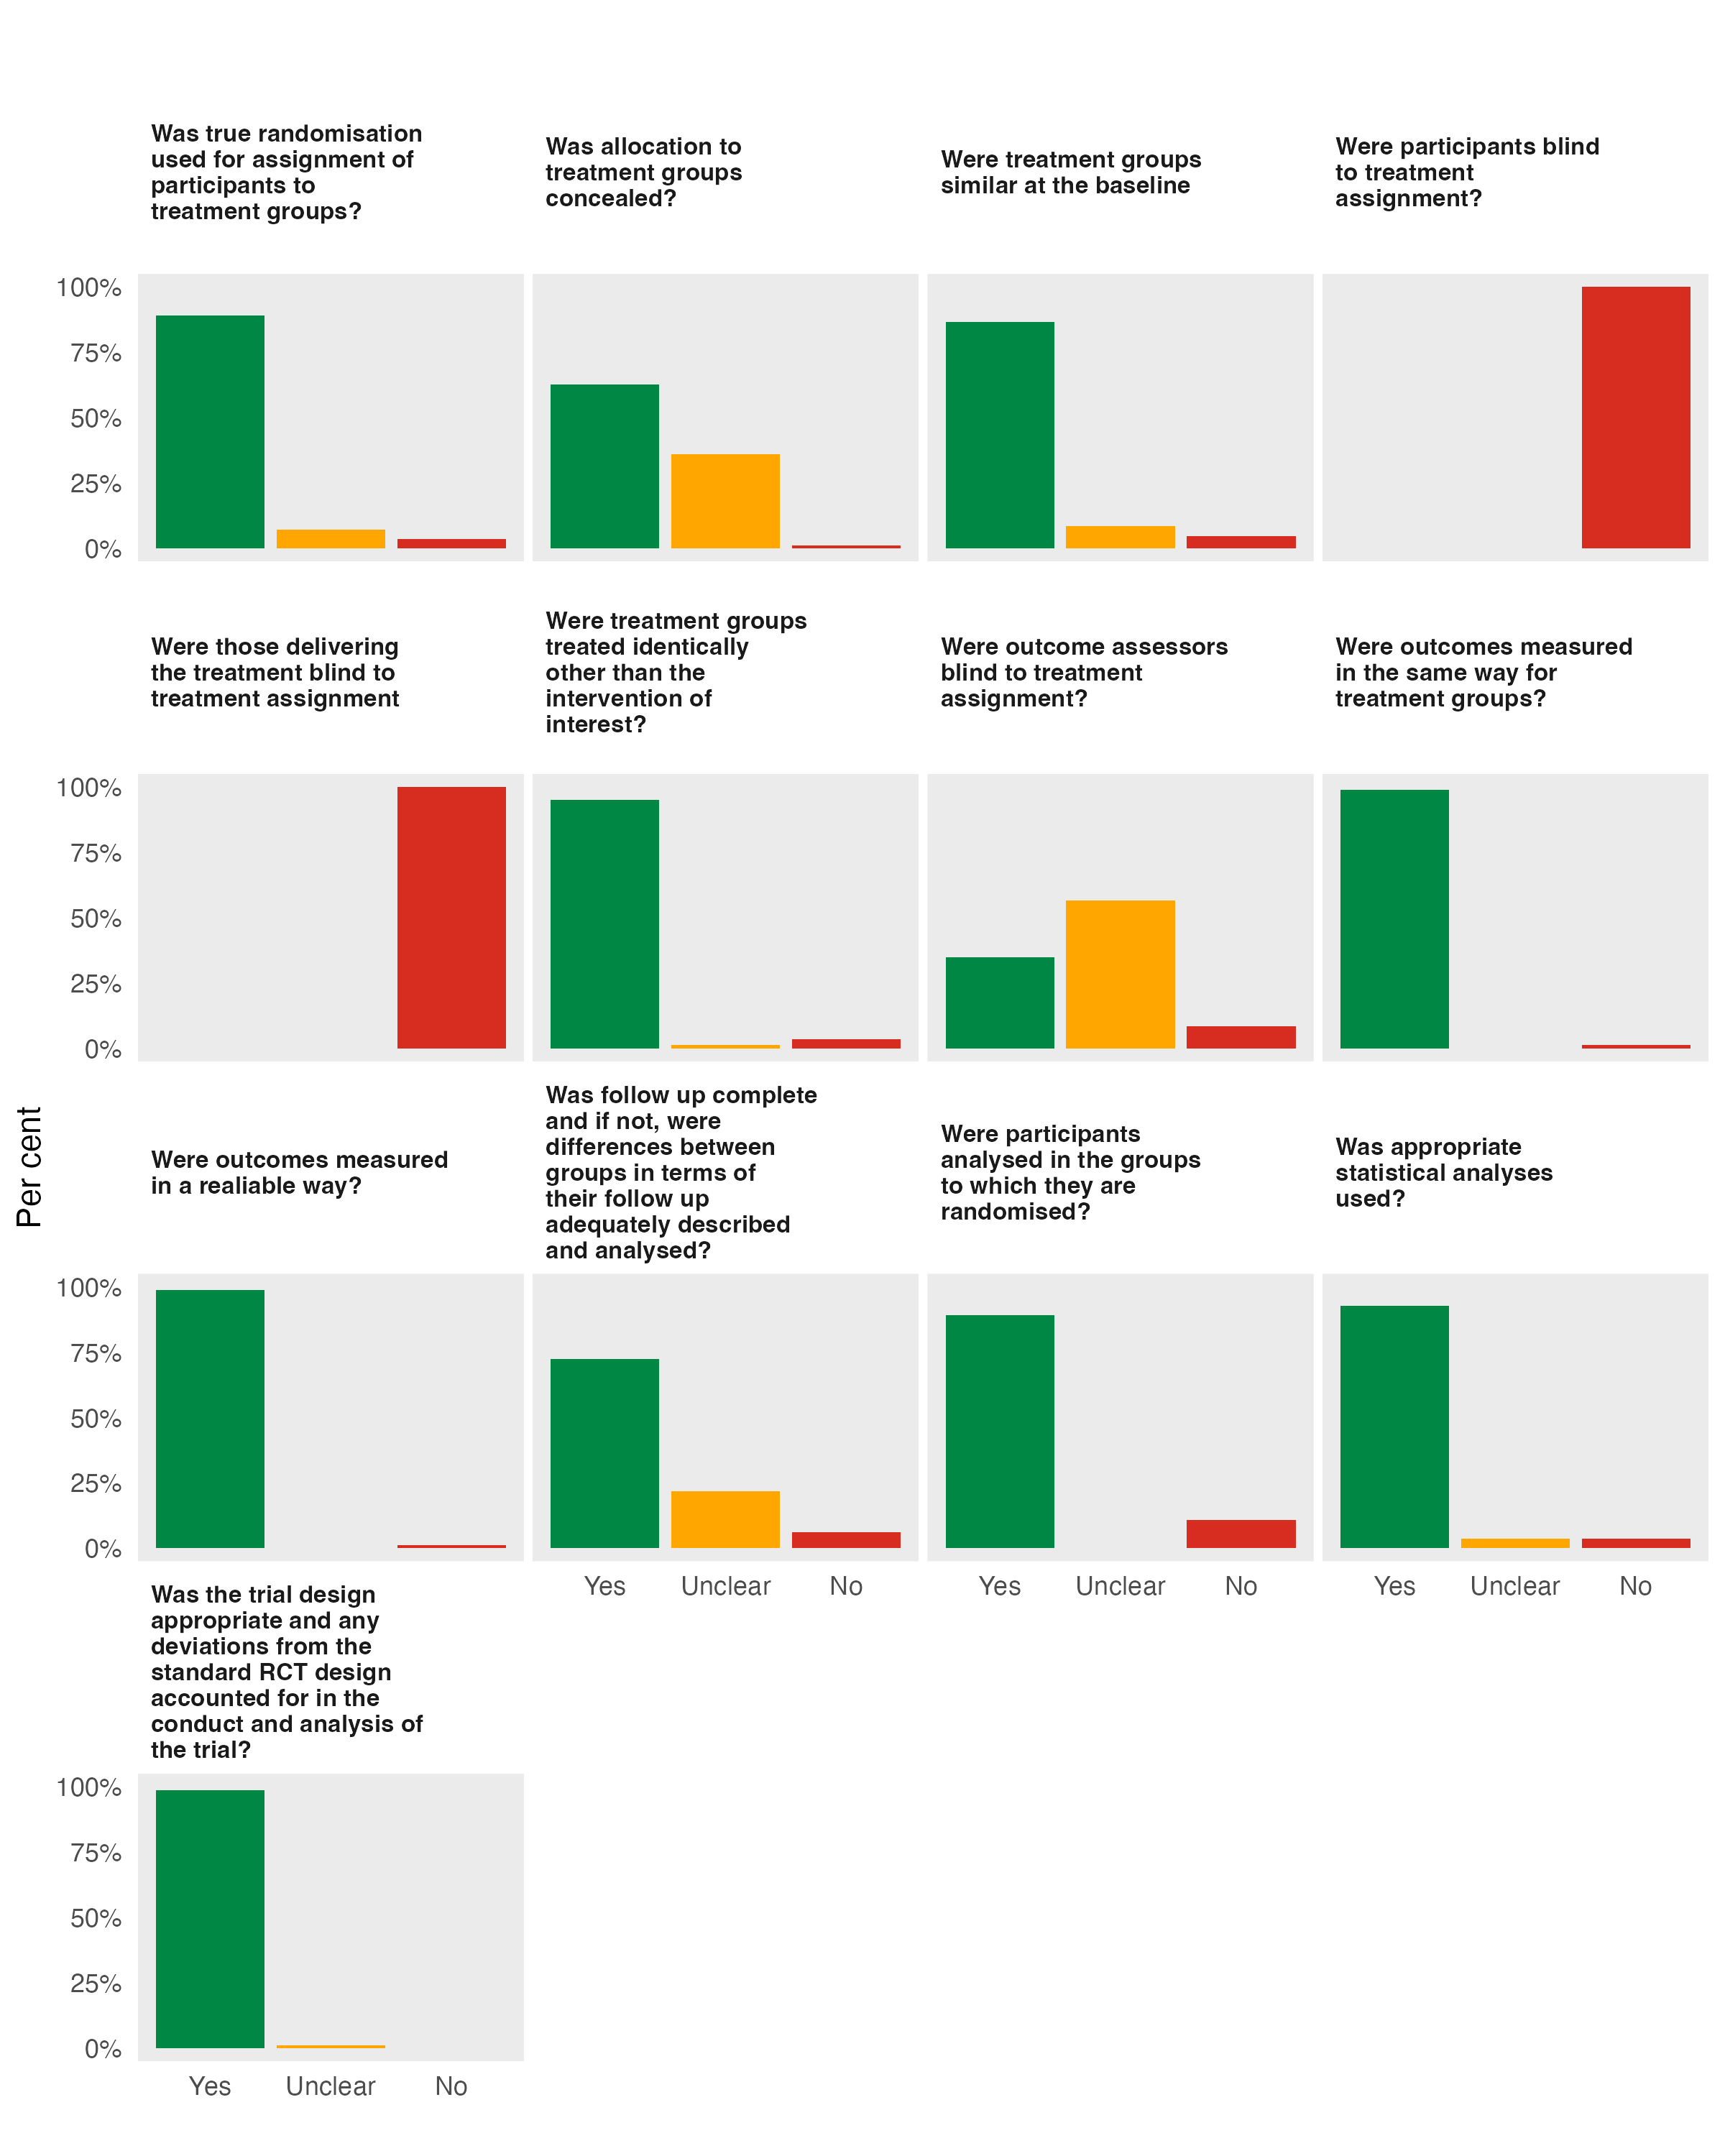 Was true randomisation
used for assignment of
participants to
treatment groups?
Was allocation to
treatment groups
concealed?
Were treatment groups
similar at the baseline
Were participants blind
to treatment
assignment?
100%
75%
50%
25%
0%
Were those delivering
the treatment blind to
treatment assignment
Were treatment groups
treated identically
other than the
intervention of
interest?
Were outcome assessors
blind to treatment
assignment?
Were outcomes measured
in the same way for
treatment groups?
100%
75%
50%
25%
0%
Per cent
Were outcomes measured
in a realiable way?
Was follow up complete
and if not, were
differences between
groups in terms of
their follow up
adequately described
and analysed?
Were participants
analysed in the groups
to which they are
randomised?
Was appropriate
statistical analyses
used?
100%
75%
50%
25%
0%
Yes Unclear No
Yes Unclear No
Yes Unclear No
Was the trial design
appropriate and any
deviations from the
standard RCT design
accounted for in the
conduct and analysis of
the trial?
100%
75%
50%
25%
0%
Yes Unclear No